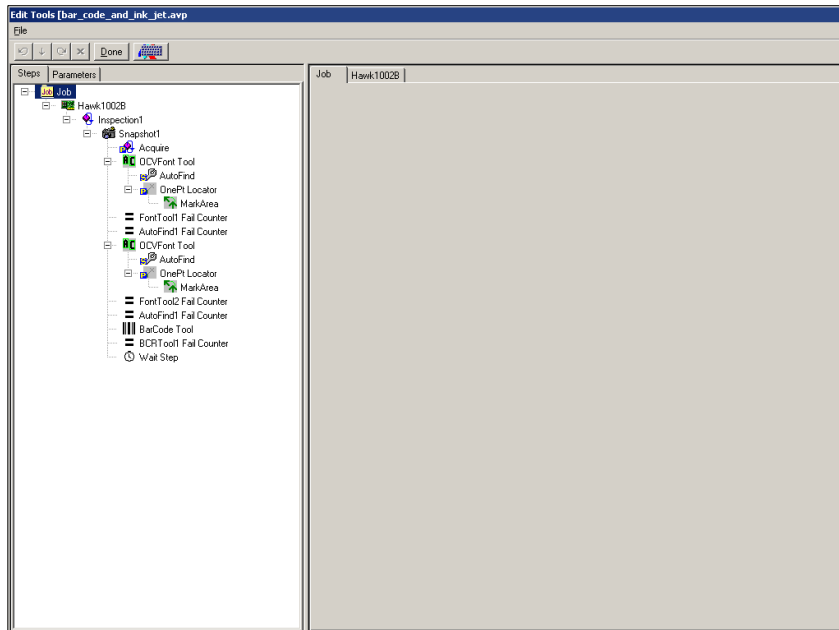 Edit Tools [bar_code_and_ink_jet.avp
File
Done
Steps Parameters
Job Hawk1002B
Job Job
Hawk1002B
Inspection1
Snapshot1
Acquire
OCVFont Tool
AutoFind
OnePt Locator
MarkArea
FontTool1 Fail Counter
AutoFind1 Fail Counter
OCVFont Tool
AutoFind
OnePt Locator
MarkArea
FontTool2 Fail Counter
AutoFind1 Fail Counter
BarCode Tool
BCRTool1 Fail Counter
Wait Step